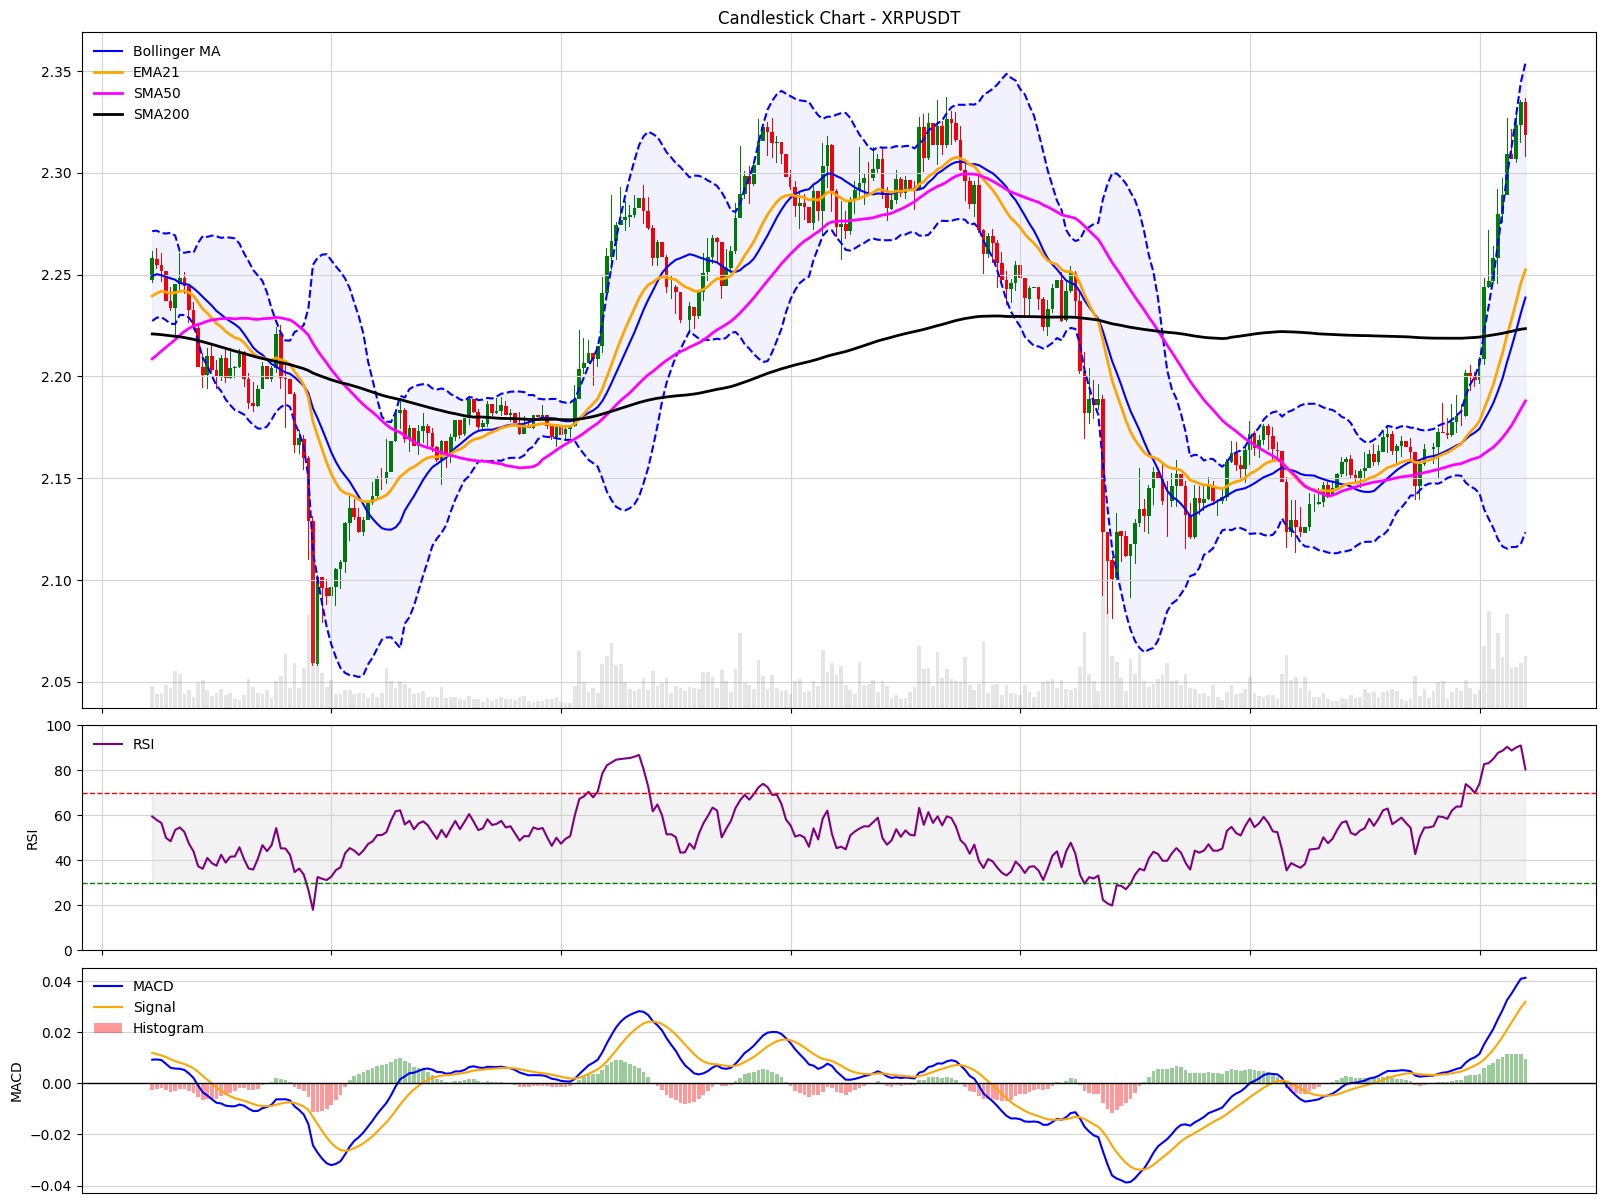 Candlestick Chart - XRPUSDT
Bollinger MA
EMA21
SMA50
SMA200
2.35
2.30
2.25
2.20
2.15
2.10
2.05
RSI
RSI
100
80
60
40
20
0
MACD
Signal
Histogram
MACD
0.04
0.02
0.00
−0.02
−0.04